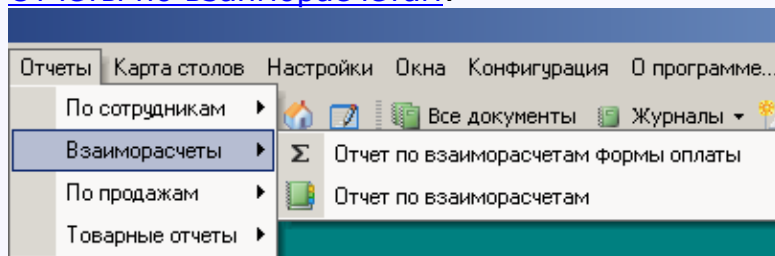 Отчеты по взаиморасчетам.
Отчеты Карта столов Настройки Окна Конфигурация О программе...
По сотрудникам Все документы Журналы
Взаиморасчеты Σ Отчет по взаиморасчетам формы оплаты
По продажам Отчет по взаиморасчетам
Товарные отчеты